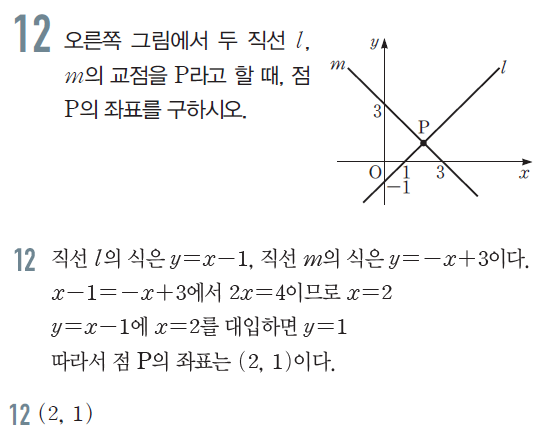 12 오른쪽 그림에서 두 직선 l,
m의 교점을 P라고 할 때, 점
P의 좌표를 구하시오.
y
m
l
3
P
O
1
3
x
-1
12 직선 l의 식은 y=x-1, 직선 m의 식은 y=-x+3이다.
x-1=-x+3에서 2x=4이므로 x=2
y=x-1에 x=2를 대입하면 y=1
따라서 점 P의 좌표는 (2, 1)이다.
12 (2, 1)